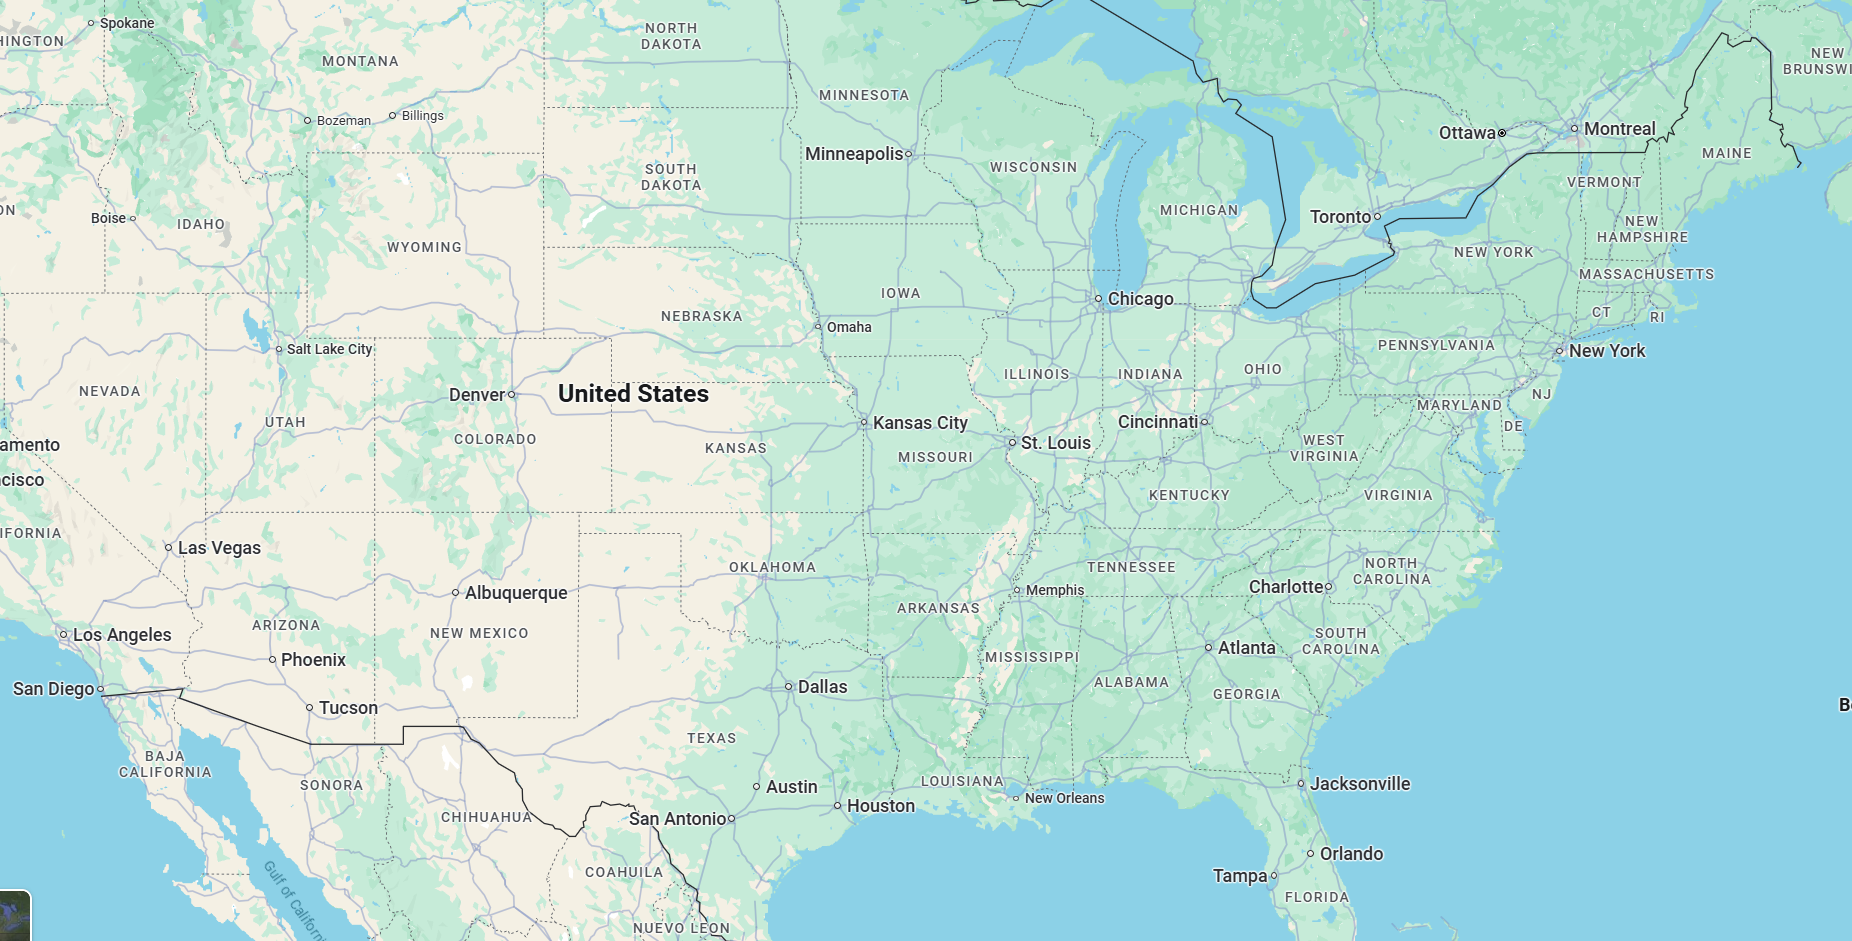 Spokane
HINGTON
MONTANA
NORTH
DAKOTA
NEW
BRUNSWI
MINNESOTA
Bozeman
Billings
Ottawa
Montreal
Minneapolis
WISCONSIN
MAINE
SOUTH
DAKOTA
VERMONT
ON
Boise
IDAHO
MICHIGAN
Toronto
NEW
HAMPSHIRE
WYOMING
NEW YORK
MASSACHUSETTS
IOWA
Chicago
NEBRASKA
CT
RI
Omaha
Salt Lake City
PENNSYLVANIA
New York
NEVADA
Denver
United States
ILLINOIS
INDIANA
OHIO
NJ
MARYLAND
UTAH
Kansas City
Cincinnati
DE
amento
COLORADO
KANSAS
MISSOURI
St. Louis
WEST
VIRGINIA
cisco
KENTUCKY
VIRGINIA
IFORNIA
Las Vegas
OKLAHOMA
TENNESSEE
NORTH
CAROLINA
Albuquerque
Memphis
Charlotte
ARKANSAS
Los Angeles
ARIZONA
NEW MEXICO
SOUTH
CAROLINA
Phoenix
MISSISSIPPI
Atlanta
San Diego
Dallas
ALABAMA
GEORGIA
Tucson
B
TEXAS
BAJA
CALIFORNIA
SONORA
Austin
LOUISIANA
Jacksonville
Houston
New Orleans
CHIHUAHUA
San Antonio
Orlando
COAHUILA
Tampa
Gulf of California
FLORIDA
NUEVO LEON